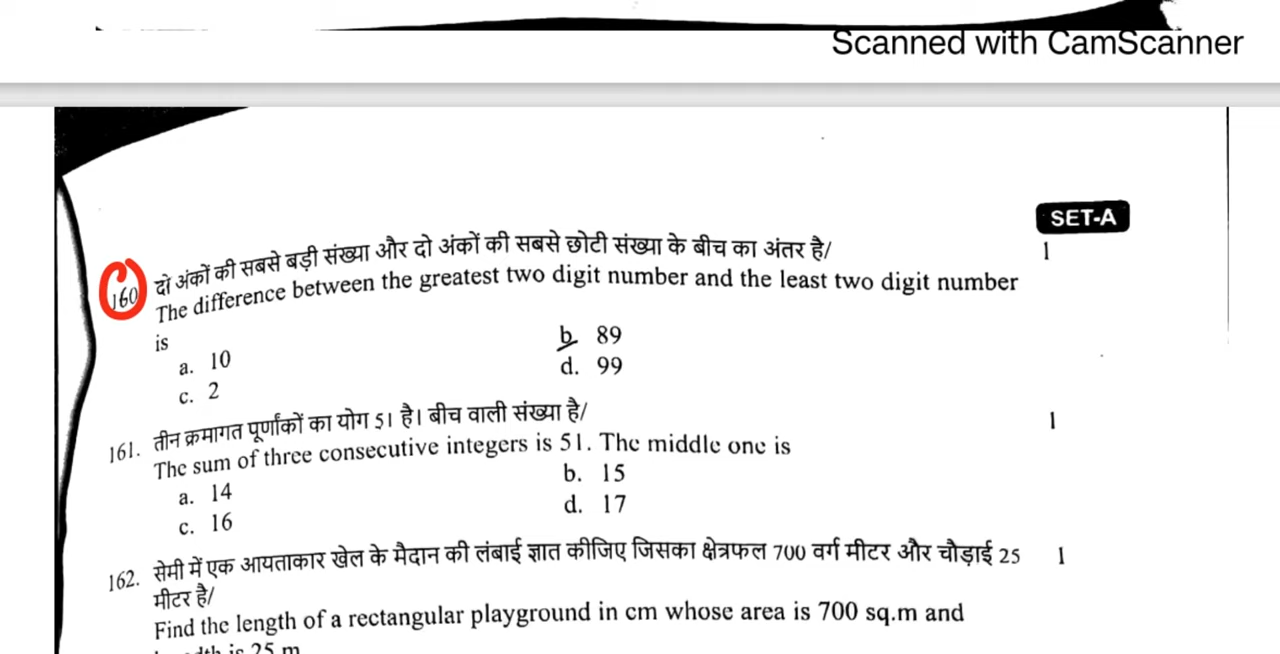 Scanned with CamScanner
SET-A
160 दो अंकों की सबसे बड़ी संख्या और दो अंकों की सबसे छोटी संख्या के बीच का अंतर है/ 1
The difference between the greatest two digit number and the least two digit number
is
a. 10 b. 89
c. 2 d. 99
161. तीन क्रमागत पूर्णांकों का योग 51 है। बीच वाली संख्या है/ 1
The sum of three consecutive integers is 51. The middle one is
a. 14 b. 15
c. 16 d. 17
162. सेमी में एक आयताकार खेल के मैदान की लंबाई ज्ञात कीजिए जिसका क्षेत्रफल 700 वर्ग मीटर और चौड़ाई 25 1
मीटर है/
Find the length of a rectangular playground in cm whose area is 700 sq.m and
is 25 m